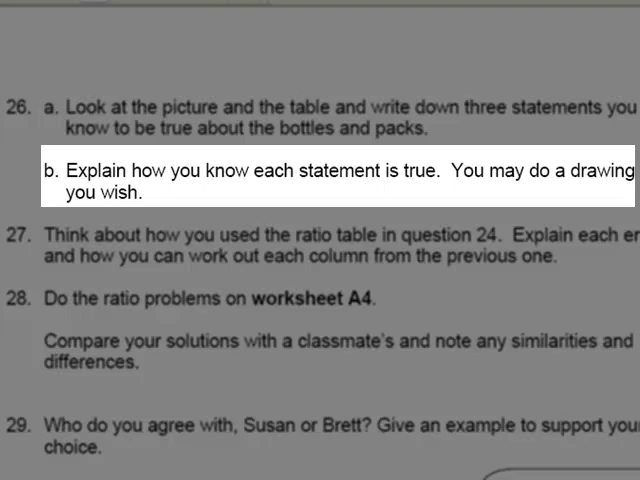 26. a. Look at the picture and the table and write down three statements you
know to be true about the bottles and packs.
b. Explain how you know each statement is true. You may do a drawing
you wish.
27. Think about how you used the ratio table in question 24. Explain each
and how you can work out each column from the previous one.
28. Do the ratio problems on worksheet A4.
Compare your solutions with a classmate's and note any similarities and
differences.
29. Who do you agree with, Susan or Brett? Give an example to support
choice.